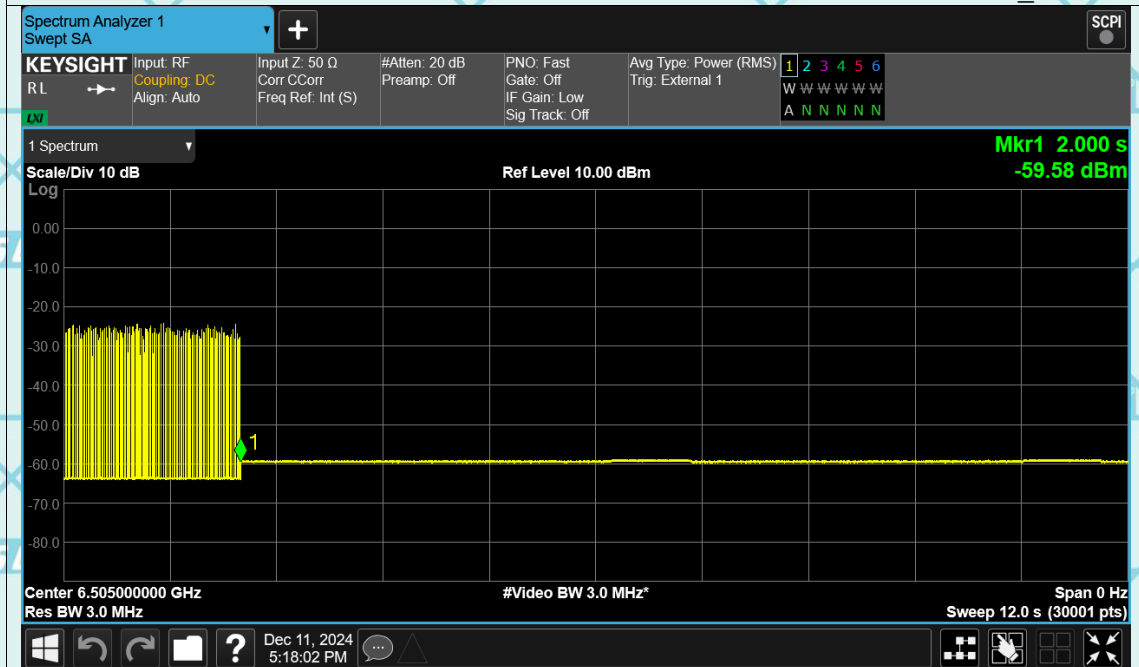 Spectrum Analyzer 1
Swept SA
+
SCPI
KEYSIGHT
RL
LXI
Input: RF
Coupling: DC
Align: Auto
Input Z: 50 Ω
Corr CCorr
Freq Ref: Int (S)
#Atten: 20 dB
Preamp: Off
PNO: Fast
Gate: Off
IF Gain: Low
Sig Track: Off
Avg Type: Power (RMS)
Trig: External 1
1 2 3 4 5 6
W W W W W W
A N N N N N
1 Spectrum
Mkr1 2.000 s
-59.58 dBm
Scale/Div 10 dB
Ref Level 10.00 dBm
Log
0.00
-10.0
-20.0
-30.0
-40.0
-50.0
-60.0
-70.0
-80.0
1
Center 6.505000000 GHz
#Video BW 3.0 MHz*
Span 0 Hz
Res BW 3.0 MHz
Sweep 12.0 s (30001 pts)
?
Dec 11, 2024
5:18:02 PM